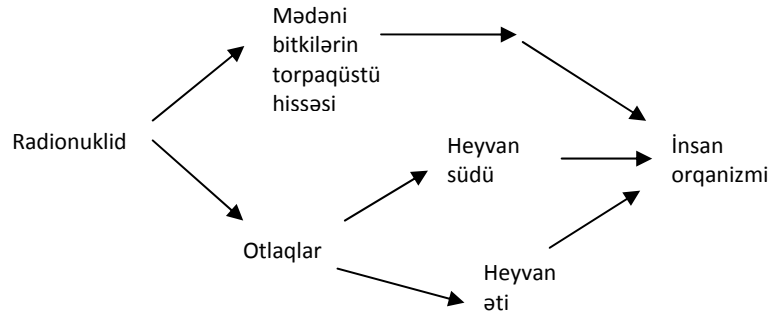 Mədəni
bitkilərin
torpaqüstü
hissəsi
Radionuklid
Heyvan
südü
İnsan
orqanizmi
Otlaqlar
Heyvan
əti